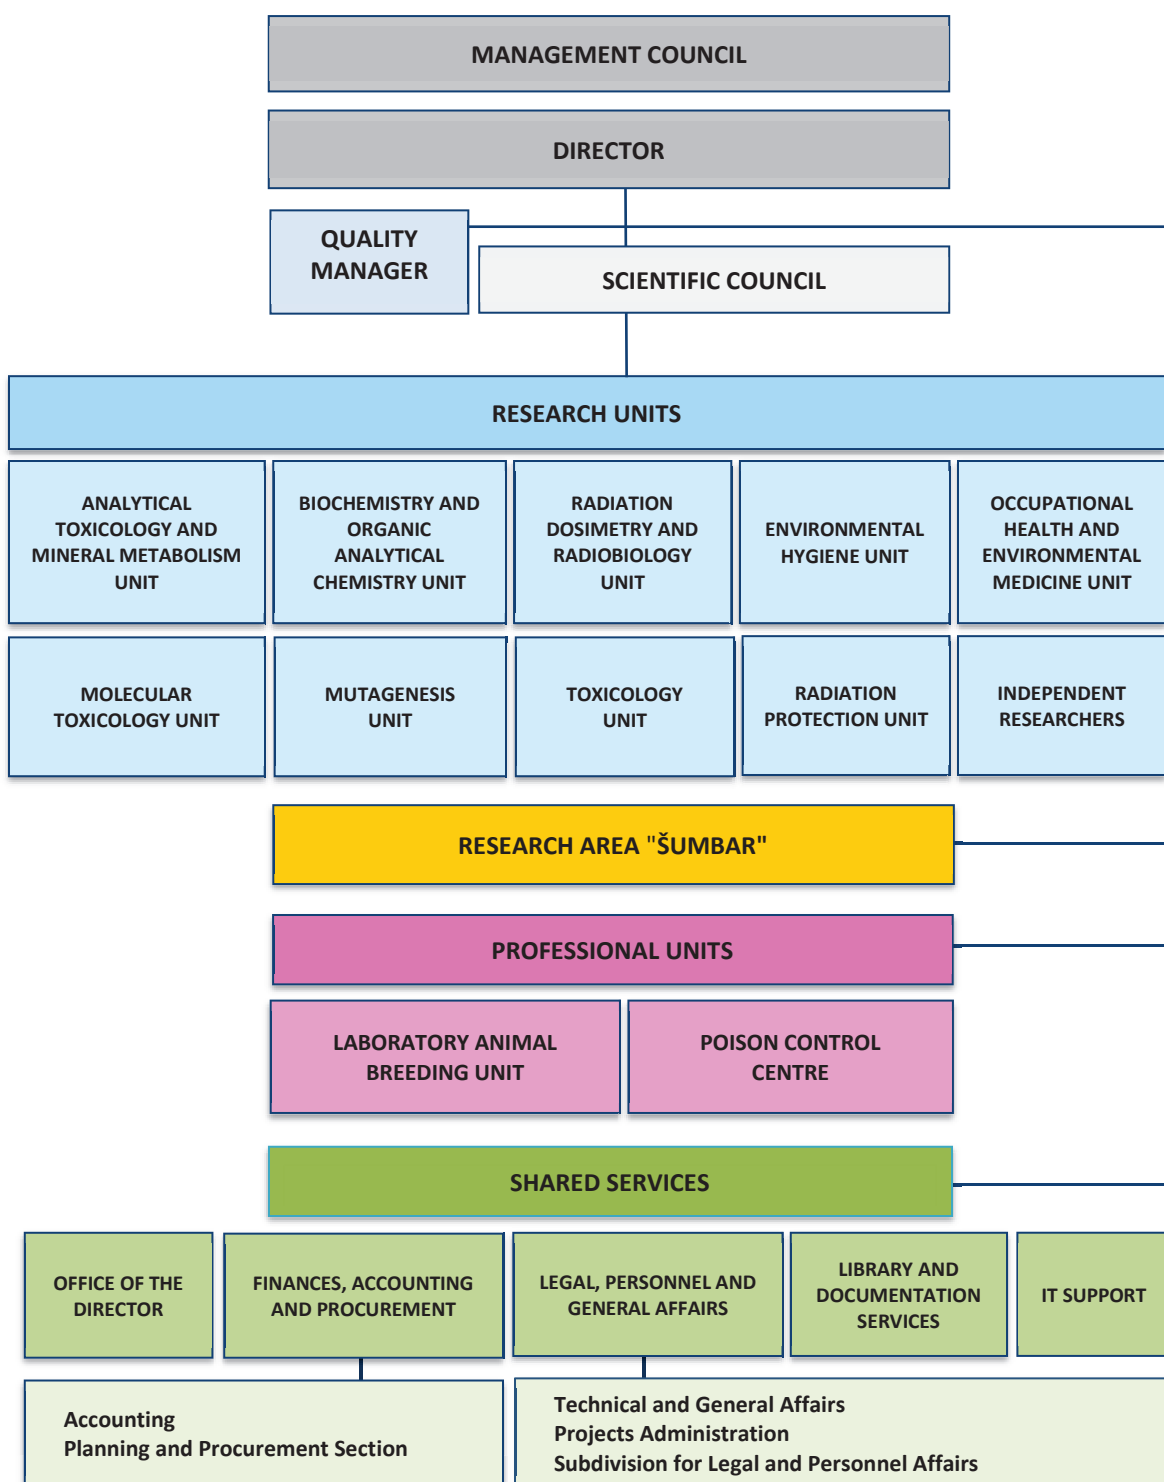 MANAGEMENT COUNCIL
DIRECTOR
QUALITY
MANAGER
SCIENTIFIC COUNCIL
RESEARCH UNITS
ANALYTICAL
TOXICOLOGY AND
MINERAL METABOLISM
UNIT
BIOCHEMISTRY AND
ORGANIC
ANALYTICAL
CHEMISTRY UNIT
RADIATION
DOSIMETRY AND
RADIOBIOLOGY
UNIT
ENVIRONMENTAL
HYGIENE UNIT
OCCUPATIONAL
HEALTH AND
ENVIRONMENTAL
MEDICINE UNIT
MOLECULAR
TOXICOLOGY UNIT
MUTAGENESIS
UNIT
TOXICOLOGY
UNIT
RADIATION
PROTECTION UNIT
INDEPENDENT
RESEARCHERS
RESEARCH AREA "ŠUMBAR"
PROFESSIONAL UNITS
LABORATORY ANIMAL
BREEDING UNIT
POISON CONTROL
CENTRE
SHARED SERVICES
OFFICE OF THE
DIRECTOR
FINANCES, ACCOUNTING
AND PROCUREMENT
LEGAL, PERSONNEL AND
GENERAL AFFAIRS
LIBRARY AND
DOCUMENTATION
SERVICES
IT SUPPORT
Accounting
Planning and Procurement Section
Technical and General Affairs
Projects Administration
Subdivision for Legal and Personnel Affairs